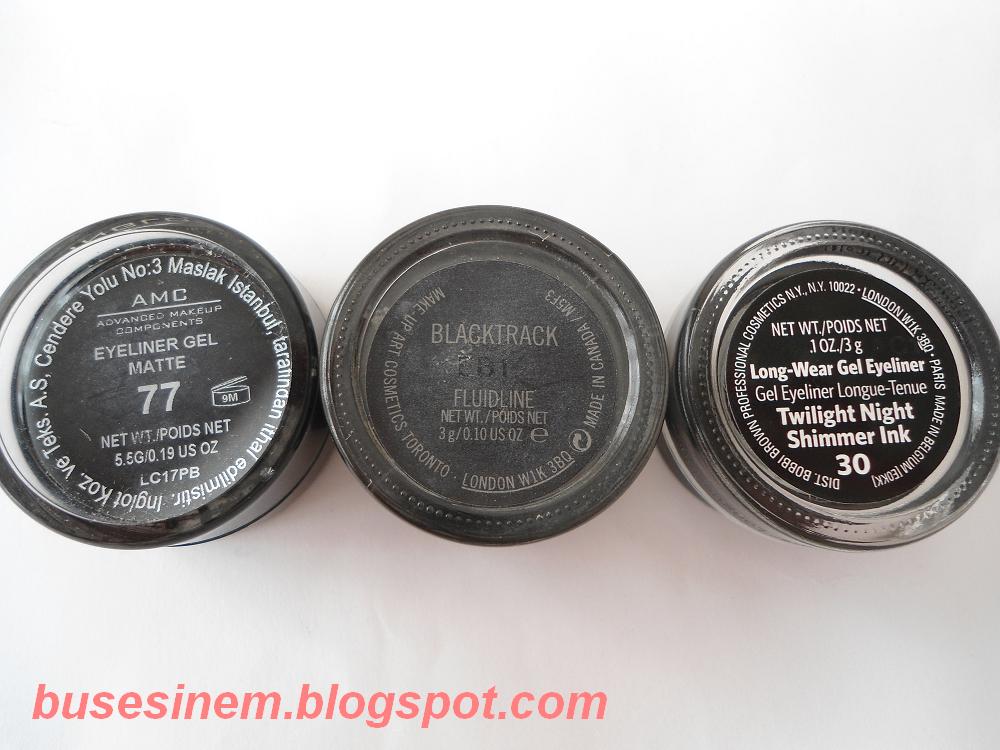 Inglot Koz. ve Teks. A.S. Cendere Yolu No:3 Maslak Istanbul, tarafindan ithal edilmistir.
AMC
ADVANCED MAKEUP
COMPONENTS
EYELINER GEL
MATTE
77
9M
NET WT./POIDS NET
5.5G/0.19 US OZ
LC17PB
MAKE-UP ART COSMETICS TORONTO
LONDON W1K 3BQ
MADE IN CANADA
BLACKTRACK
FLUIDLINE
NET WT./POIDS NET
3 g/0.10 US OZ e
DIST. BOBBI BROWN PROFESSIONAL COSMETICS N.Y., N.Y. 10022 • LONDON W1K 3BQ • PARIS MADE IN BELGIUM
NET WT./POIDS NET
.1 OZ./3 g
Long-Wear Gel Eyeliner
Gel Eyeliner Longue-Tenue
Twilight Night
Shimmer Ink
30
busesinem.blogspot.com